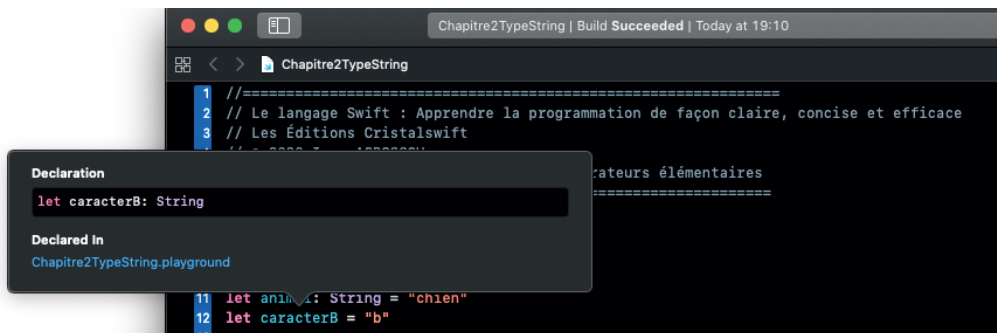 Chapitre2TypeString | Build Succeeded | Today at 19:10
Chapitre2TypeString
1 //==============================================================
2 // Le langage Swift : Apprendre la programmation de façon claire, concise et efficace
3 // Les Éditions Cristalswift
rateurs élémentaires
=====================
Declaration
let caracterB: String
Declared In
Chapitre2TypeString.playground
11 let animal: String = "chien"
12 let caracterB = "b"